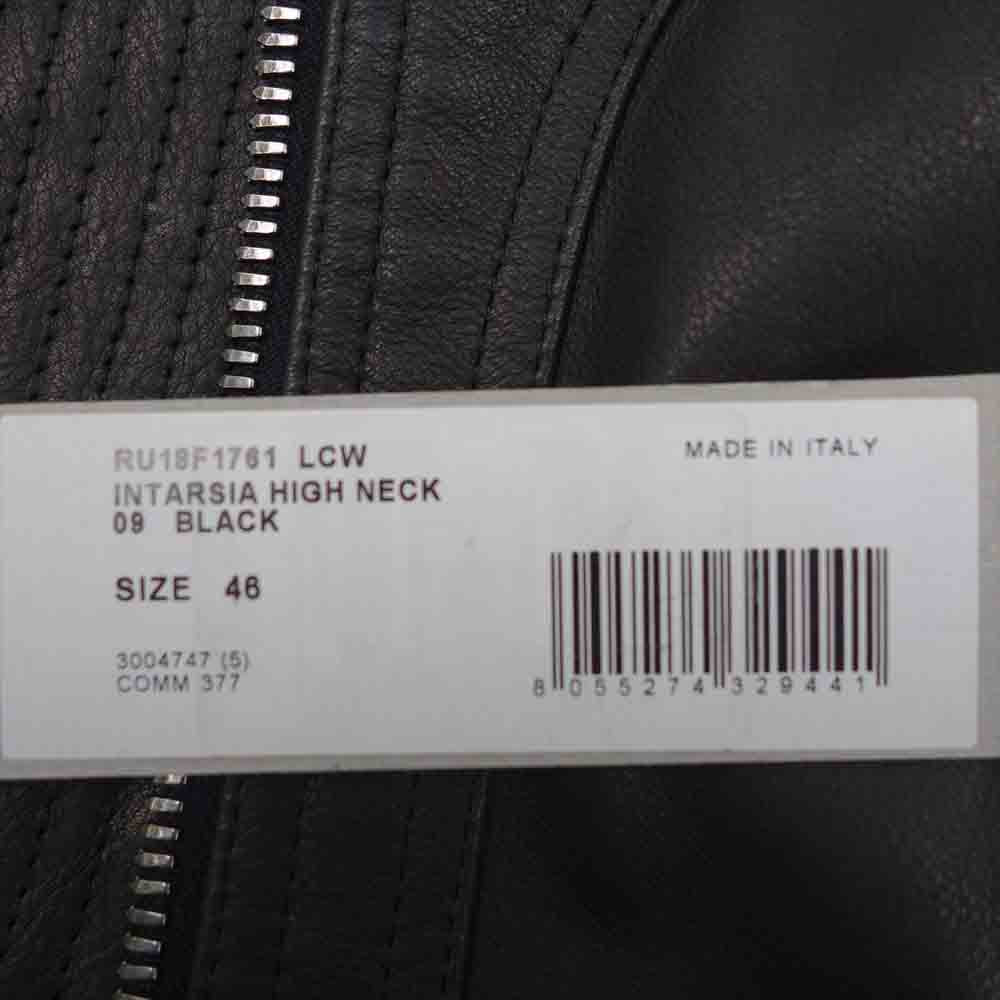 RU18F1761 LCW
INTARSIA HIGH NECK
09 BLACK
SIZE 46
3004747 (5)
COMM 377
MADE IN ITALY
8 055274 329441